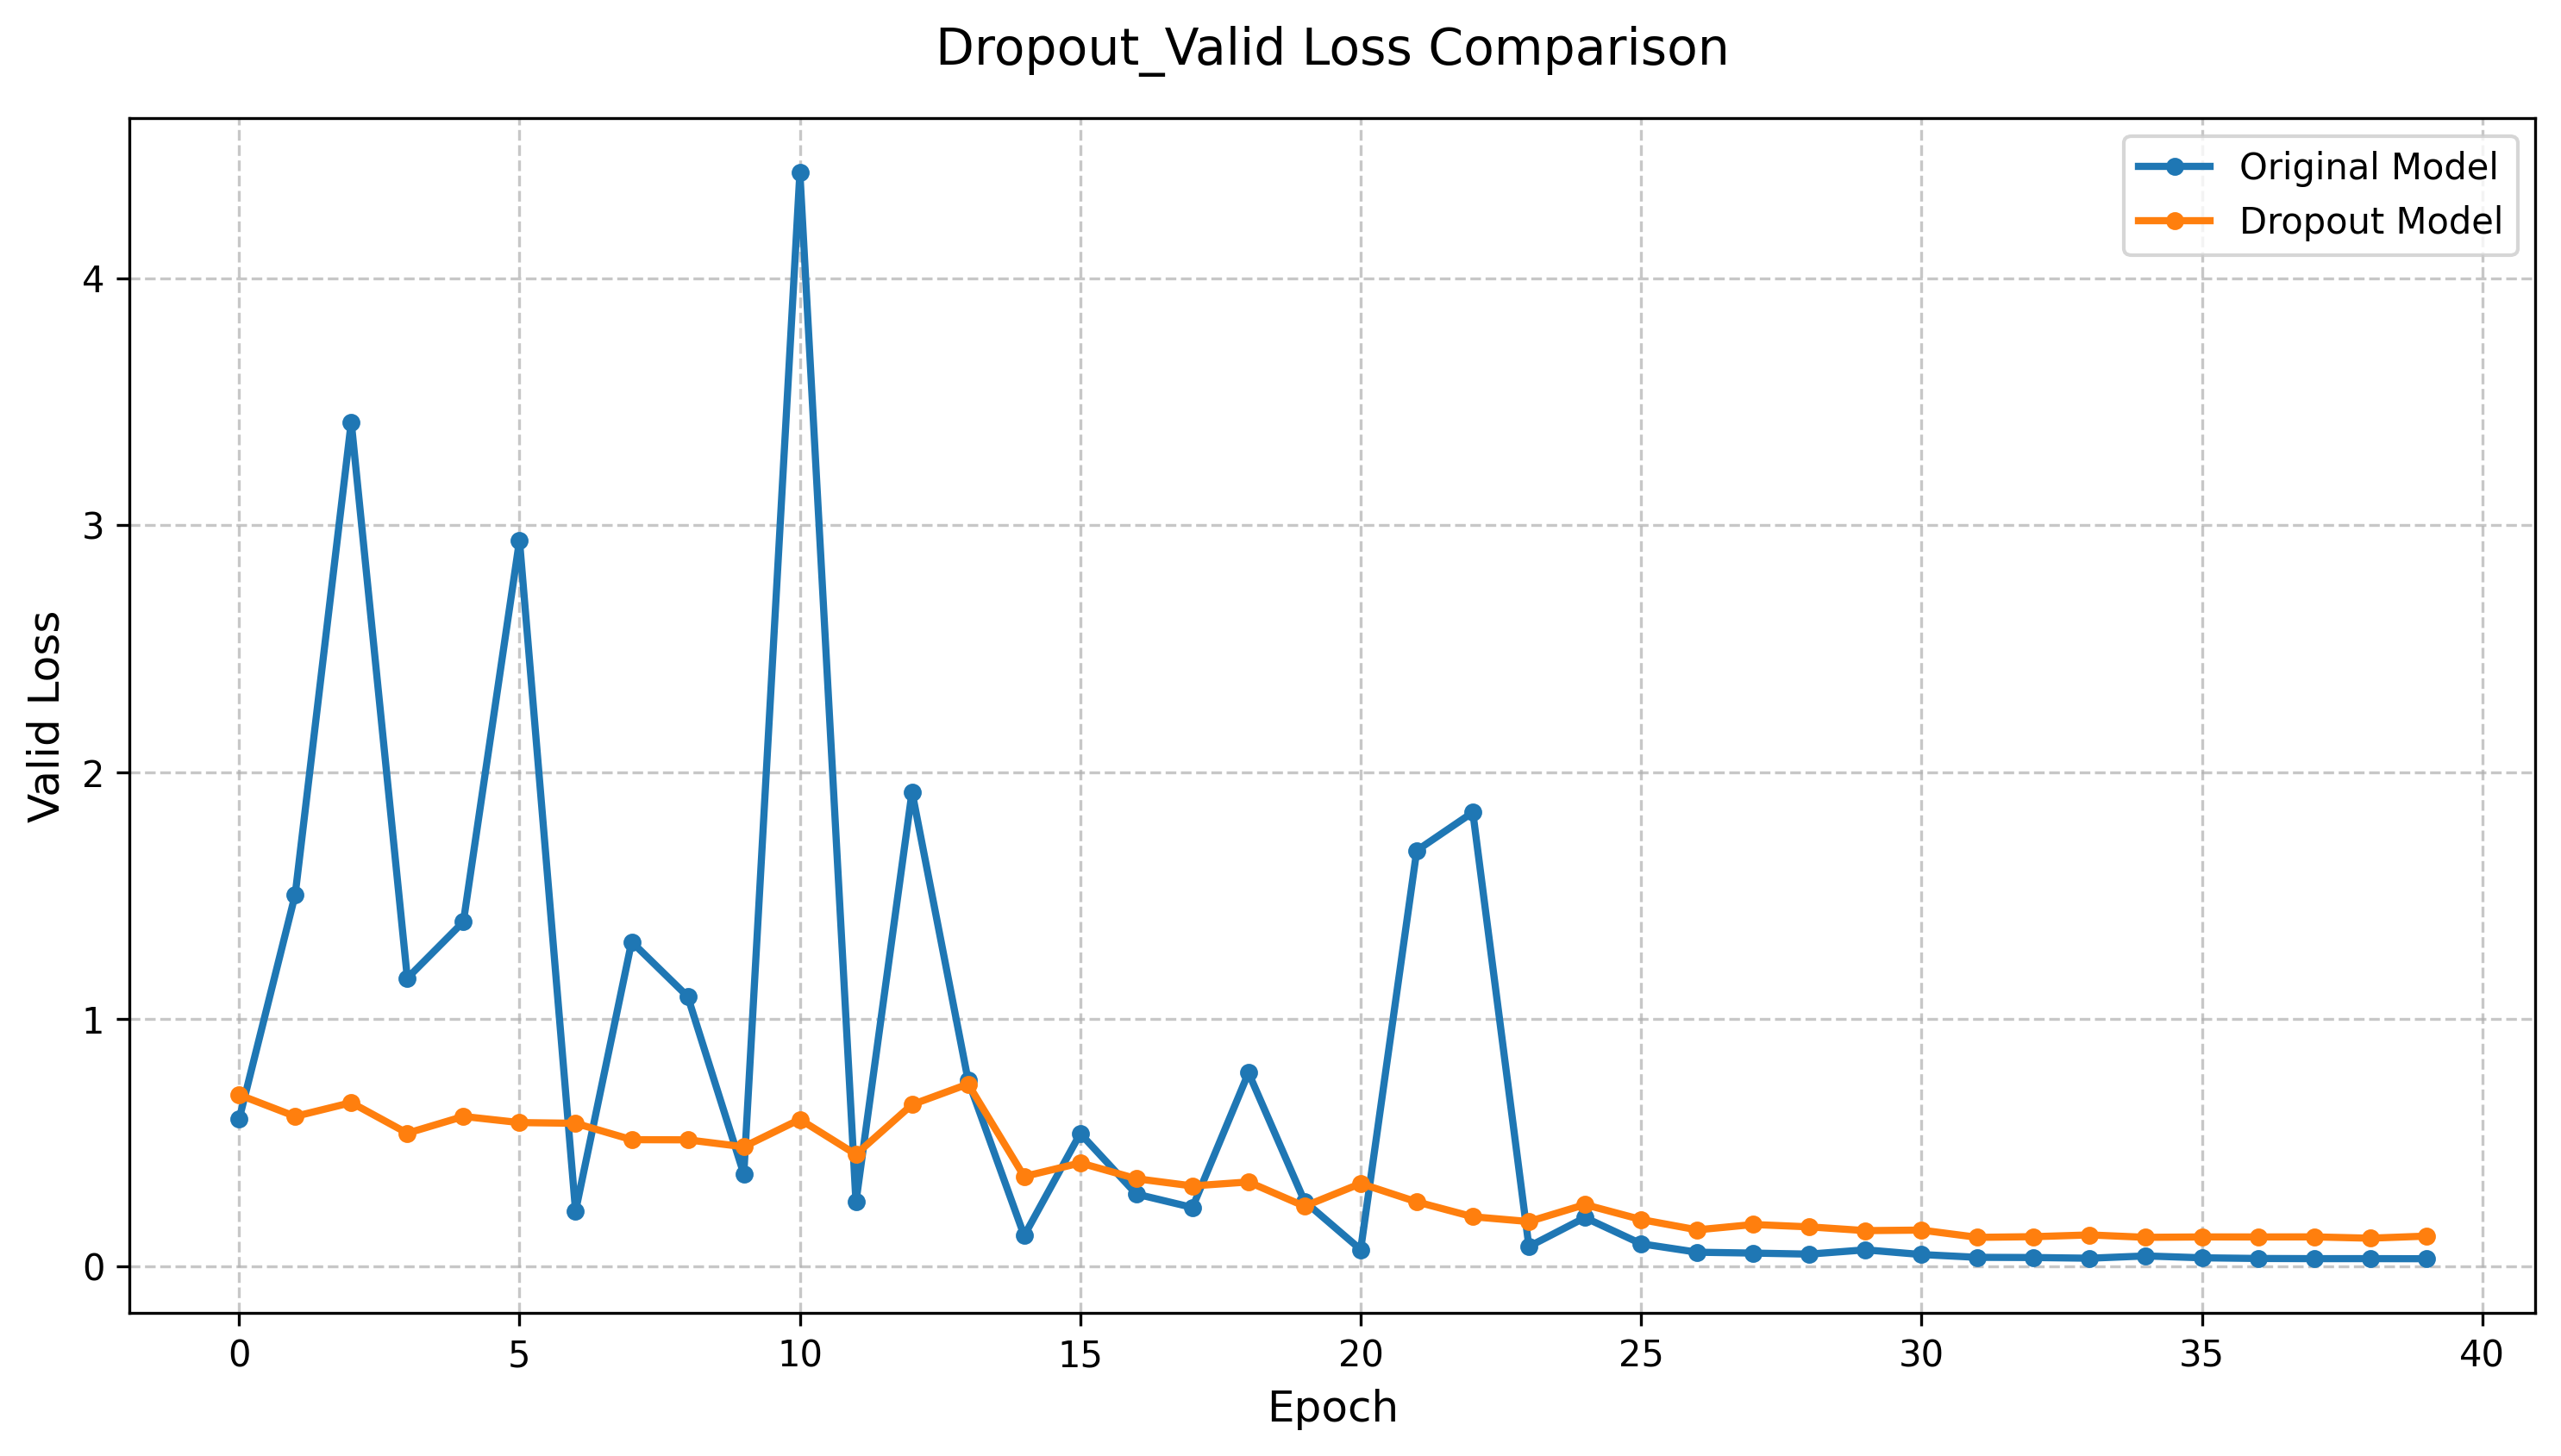 Dropout_Valid Loss Comparison
Original Model
Dropout Model
Valid Loss
4
3
2
1
0
0 5 10 15 20 25 30 35 40
Epoch